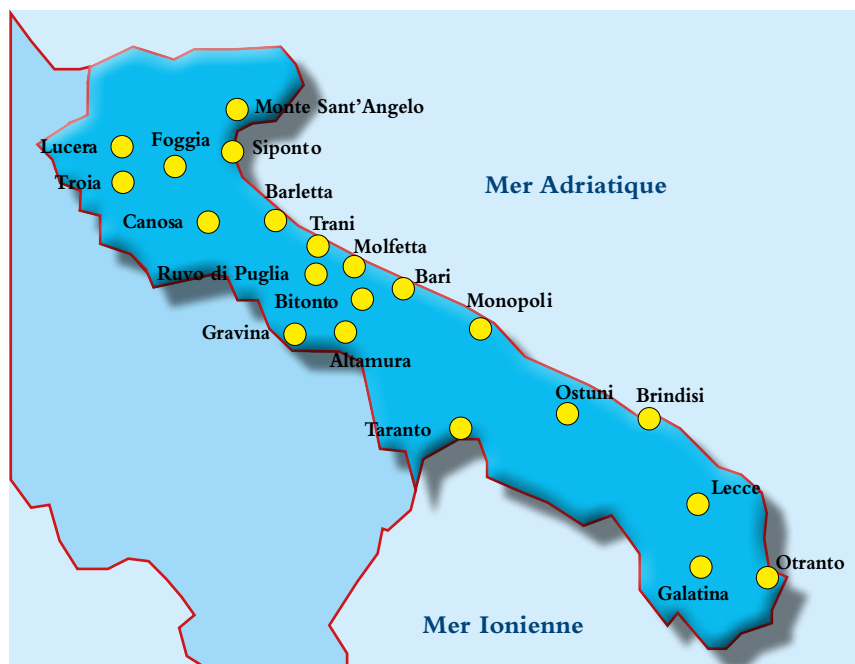 Monte Sant'Angelo
Foggia
Lucera
Siponto
Troia
Mer Adriatique
Barletta
Canosa
Trani
Molfetta
Ruvo di Puglia
Bari
Bitonto
Monopoli
Gravina
Altamura
Ostuni
Brindisi
Taranto
Lecce
Otranto
Galatina
Mer Ionienne